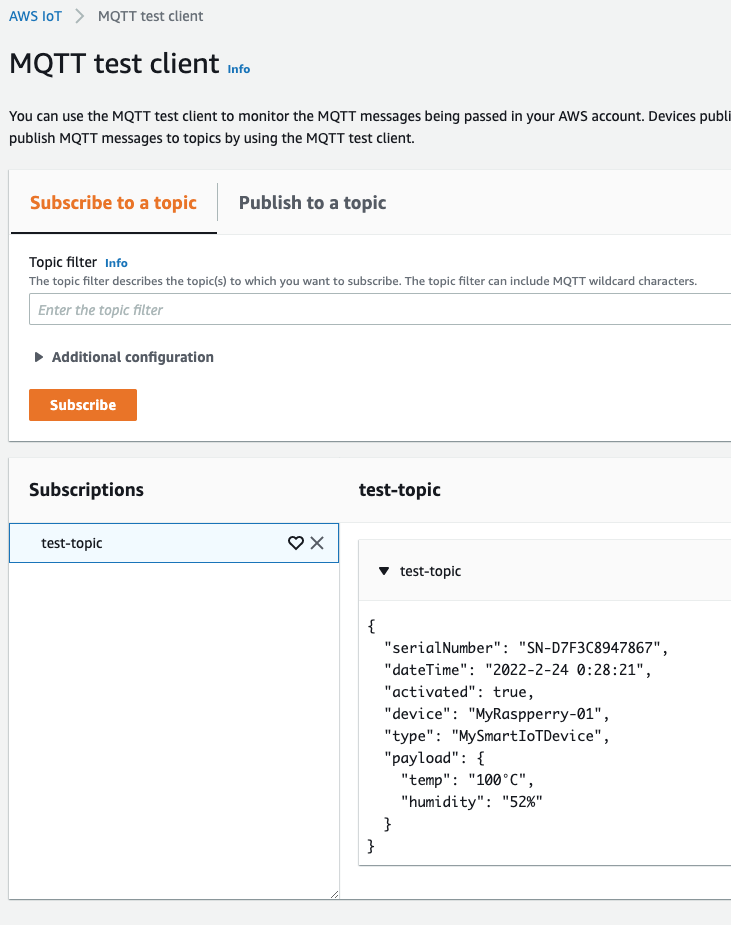 AWS IoT > MQTT test client
MQTT test client Info
You can use the MQTT test client to monitor the MQTT messages being passed in your AWS account. Devices publi
publish MQTT messages to topics by using the MQTT test client.
Subscribe to a topic
Publish to a topic
Topic filter Info
The topic filter describes the topic(s) to which you want to subscribe. The topic filter can include MQTT wildcard characters.
Enter the topic filter
Additional configuration
Subscribe
Subscriptions
test-topic
test-topic
test-topic
{
"serialNumber": "SN-D7F3C8947867",
"dateTime": "2022-2-24 0:28:21",
"activated": true,
"device": "MyRaspperry-01",
"type": "MySmartIoTDevice",
"payload": {
"temp": "100°C",
"humidity": "52%"
}
}